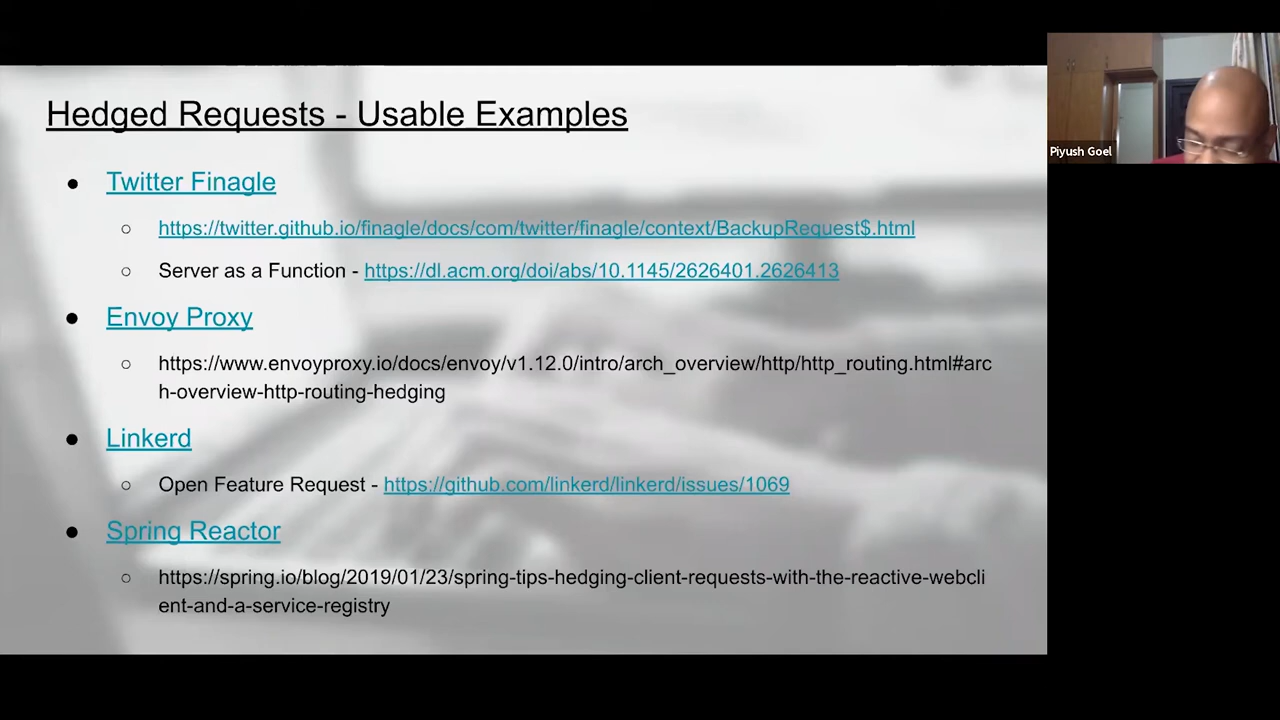 Hedged Requests - Usable Examples
● Twitter Finagle
○ https://twitter.github.io/finagle/docs/com/twitter/finagle/context/BackupRequest$.html
○ Server as a Function - https://dl.acm.org/doi/abs/10.1145/2626401.2626413
● Envoy Proxy
○ https://www.envoyproxy.io/docs/envoy/v1.12.0/intro/arch_overview/http/http_routing.html#arc
h-overview-http-routing-hedging
● Linkerd
○ Open Feature Request - https://github.com/linkerd/linkerd/issues/1069
● Spring Reactor
○ https://spring.io/blog/2019/01/23/spring-tips-hedging-client-requests-with-the-reactive-webcli
ent-and-a-service-registry
Piyush Goel